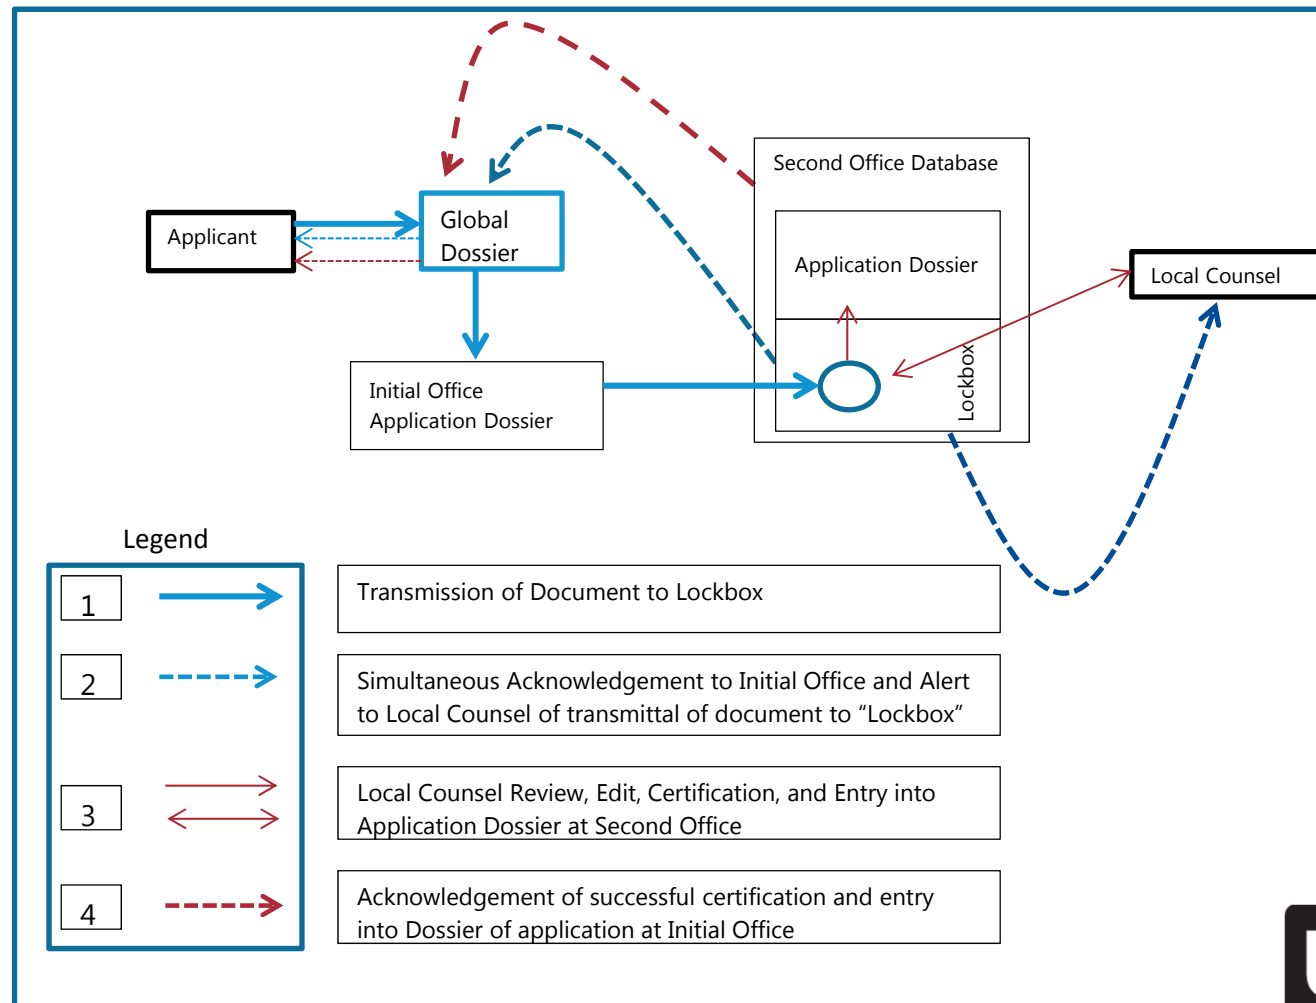 Second Office Database
Applicant
Global
Dossier
Application Dossier
Local Counsel
Lockbox
Initial Office
Application Dossier
Legend
1
Transmission of Document to Lockbox
2
Simultaneous Acknowledgement to Initial Office and Alert
to Local Counsel of transmittal of document to “Lockbox”
3
Local Counsel Review, Edit, Certification, and Entry into
Application Dossier at Second Office
4
Acknowledgement of successful certification and entry
into Dossier of application at Initial Office